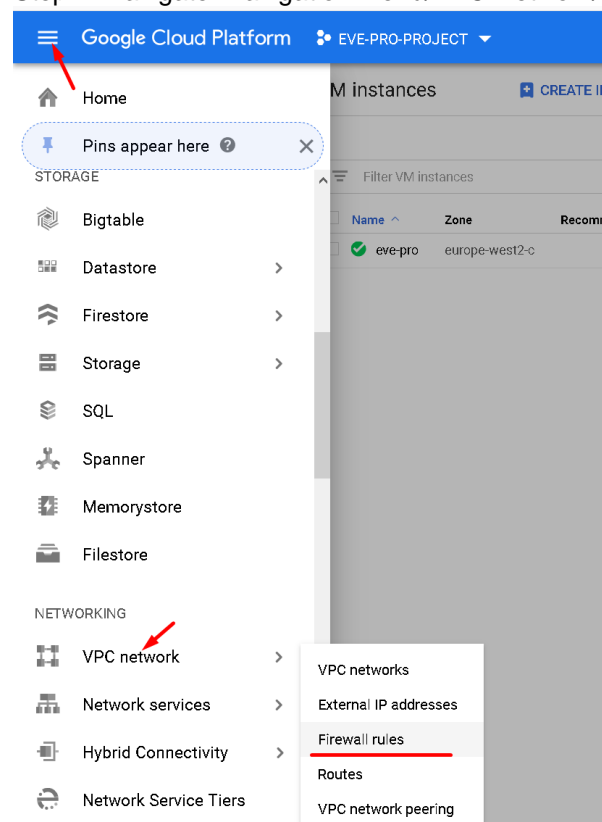 Google Cloud Platform EVE-PRO-PROJECT
Home
M instances CREATE I
Pins appear here
STORAGE
Filter VM instances
Bigtable
Name Zone Recomm
Datastore
eve-pro europe-west2-c
Firestore
Storage
SQL
Spanner
Memorystore
Filestore
NETWORKING
VPC network
VPC networks
Network services
External IP addresses
Firewall rules
Hybrid Connectivity
Routes
Network Service Tiers
VPC network peering